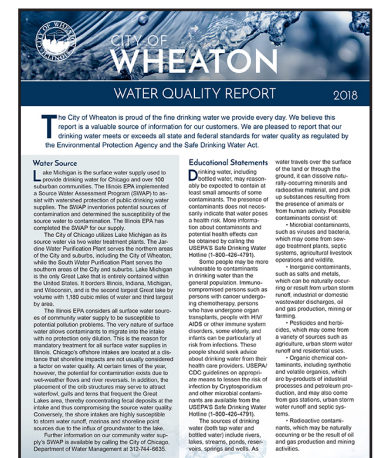 CITY OF
WHEATON
WATER QUALITY REPORT 2018
The City of Wheaton is proud of the fine drinking water we provide every day. We believe this
report is a valuable source of information for our customers. We are pleased to report that our
drinking water meets or exceeds all state and federal standards for water quality as regulated by
the Environmental Protection Agency and the Safe Drinking Water Act.
Water Source
Lake Michigan is the surface water supply used to
provide drinking water for Chicago and over 100
suburban communities. The Illinois EPA implemented
a Source Water Assessment Program (SWAP) to as-
sist with watershed protection of public drinking water
supplies. The SWAP inventories potential sources of
contamination and determined the susceptibility of the
source water to contamination. The Illinois EPA has
completed the SWAP for our supply.
The City of Chicago utilizes Lake Michigan as its
source water via two water treatment plants. The Jar-
dine Water Purification Plant serves the northern areas
of the City and suburbs, including the City of Wheaton,
while the South Water Purification Plant serves the
southern areas of the City and suburbs. Lake Michigan
is the only Great Lake that is entirely contained within
the United States. It borders Illinois, Indiana, Michigan,
and Wisconsin, and is the second largest Great lake by
volume with 1,180 cubic miles of water and third largest
by area.
The Illinois EPA considers all surface water sourc-
es of community water supply to be susceptible to
potential pollution problems. The very nature of surface
water allows contaminants to migrate into the intake
with no protection only dilution. This is the reason for
mandatory treatment for all surface water supplies in
Illinois. Chicago's offshore intakes are located at a dis-
tance that shoreline impacts are not usually considered
a factor on water quality. At certain times of the year,
however, the potential for contamination exists due to
wet-weather flows and river reversals. In addition, the
placement of the crib structures may serve to attract
waterfowl, gulls and terns that frequent the Great
Lakes area, thereby concentrating fecal deposits at the
intake and thus compromising the source water quality.
Conversely, the shore intakes are highly susceptible
to storm water runoff, marinas and shoreline point
sources due to the influx of groundwater to the lake.
Further information on our community water sup-
ply's SWAP is available by calling the City of Chicago,
Department of Water Management at 312-744-6635.
Educational Statements
Drinking water, including
bottled water, may reason-
ably be expected to contain at
least small amounts of some
contaminants. The presence of
contaminants does not neces-
sarily indicate that water poses
a health risk. More informa-
tion about contaminants and
potential health effects can
be obtained by calling the
USEPA'S Safe Drinking Water
Hotline (1-800-426-4791).
Some people may be more
vulnerable to contaminants
in drinking water than the
general population. Immuno-
compromised persons such as
persons with cancer undergo-
ing chemotherapy, persons
who have undergone organ
transplants, people with HIV/
AIDS or other immune system
disorders, some elderly, and
infants can be particularly at
risk from infections. These
people should seek advice
about drinking water from their
health care providers. USEPA/
CDC guidelines on appropri-
ate means to lessen the risk of
infection by Cryptosporidium
and other microbial contami-
nants are available from the
USEPA'S Safe Drinking Water
Hotline (1-800-426-4791).
The sources of drinking
water (both tap water and
bottled water) include rivers,
lakes, streams, ponds, reser-
voirs, springs and wells. As
water travels over the surface
of the land or through the
ground, it can dissolve natu-
rally-occurring minerals and
radioactive material, and pick
up substances resulting from
the presence of animals or
from human activity. Possible
contaminants consist of:
• Microbial contaminants,
such as viruses and bacteria,
which may come from sew-
age treatment plants, septic
systems, agricultural livestock
operations and wildlife.
• Inorganic contaminants,
such as salts and metals,
which can be naturally-occur-
ring or result from urban storm
runoff, industrial or domestic
wastewater discharges, oil
and gas production, mining or
farming.
• Pesticides and herbi-
cides, which may come from
a variety of sources such as
agriculture, urban storm water
runoff and residential uses.
• Organic chemical con-
taminants, including synthetic
and volatile organics, which
are by-products of industrial
processes and petroleum pro-
duction, and may also come
from gas stations, urban storm
water runoff and septic sys-
tems.
• Radioactive contami-
nants, which may be naturally
occurring or be the result of oil
and gas production and mining
activities.